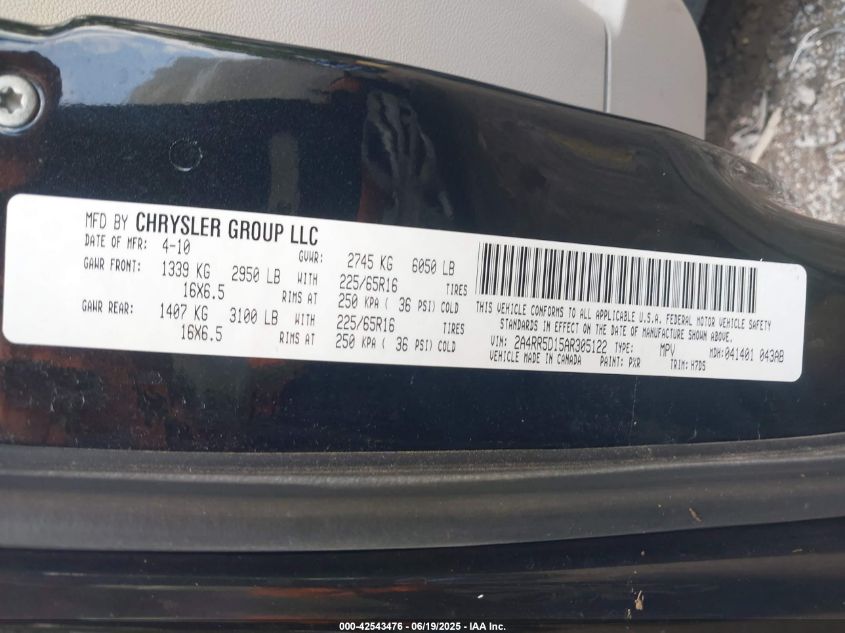 MFD BY CHRYSLER GROUP LLC
DATE OF MFR: 4-10 GVWR: 2745 KG 6050 LB
GAWR FRONT: 1339 KG 2950 LB WITH 225/65R16 TIRES
16X6.5 RIMS AT 250 KPA ( 36 PSI) COLD
GAWR REAR: 1407 KG 3100 LB WITH 225/65R16 TIRES
16X6.5 RIMS AT 250 KPA ( 36 PSI) COLD
THIS VEHICLE CONFORMS TO ALL APPLICABLE U.S.A. FEDERAL MOTOR VEHICLE SAFETY
STANDARDS IN EFFECT ON THE DATE OF MANUFACTURE SHOWN ABOVE.
VIN: 2A4RR5D15AR305122 TYPE: MPV MDH:041401 043AB
VEHICLE MADE IN CANADA PAINT: PXR TRIM: H7D5
000-42543476 / 06/19/2025 - IAA Inc.